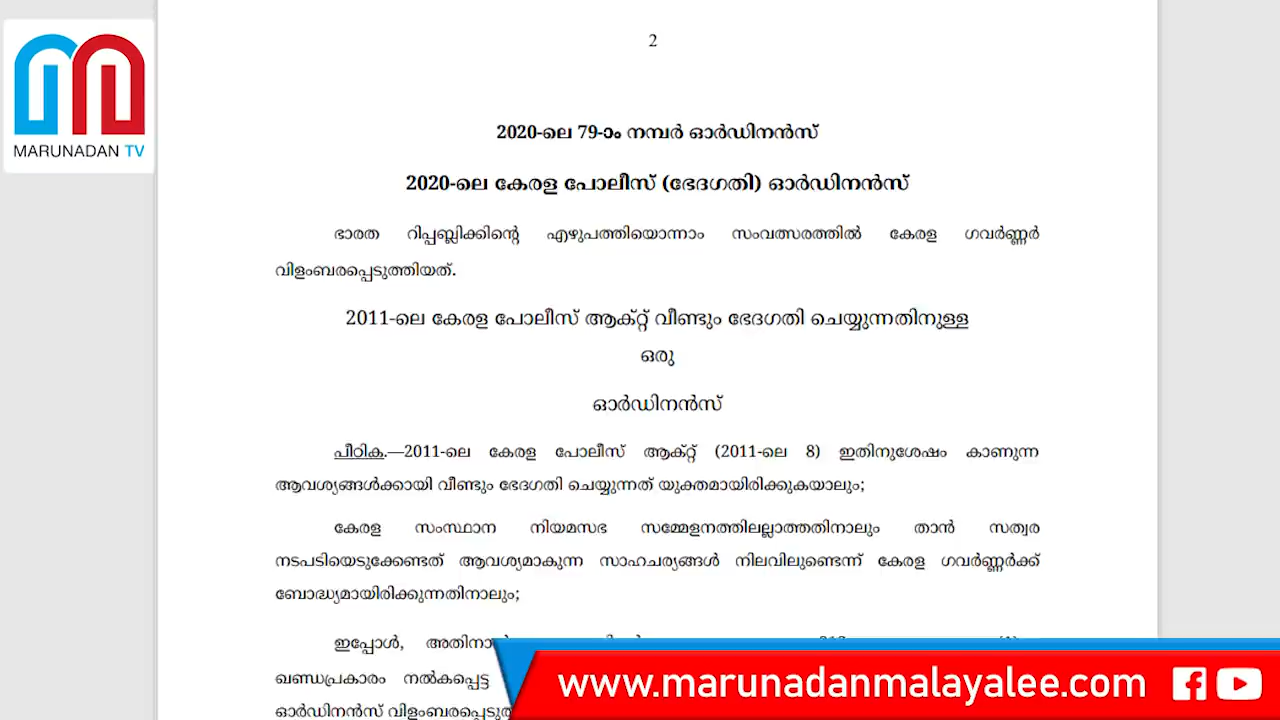 MARUNADAN TV
2
2020-ലെ 79-ാം നമ്പർ ഓർഡിനൻസ്
2020-ലെ കേരള പോലീസ് (ഭേദഗതി) ഓർഡിനൻസ്
ഭാരത റിപ്പബ്ലിക്കിന്റെ എഴുപത്തിയൊന്നാം സംവത്സരത്തിൽ കേരള ഗവർണ്ണർ
വിളംബരപ്പെടുത്തിയത്.
2011-ലെ കേരള പോലീസ് ആക്റ്റ് വീണ്ടും ഭേദഗതി ചെയ്യുന്നതിനുള്ള
ഒരു
ഓർഡിനൻസ്
പീഠിക.—2011-ലെ കേരള പോലീസ് ആക്റ്റ് (2011-ലെ 8) ഇതിനുശേഷം കാണുന്ന
ആവശ്യങ്ങൾക്കായി വീണ്ടും ഭേദഗതി ചെയ്യുന്നത് യുക്തമായിരിക്കുകയാലും;
കേരള സംസ്ഥാന നിയമസഭ സമ്മേളനത്തിലല്ലാത്തതിനാലും താൻ സത്വര
നടപടിയെടുക്കേണ്ടത് ആവശ്യമാകുന്ന സാഹചര്യങ്ങൾ നിലവിലുണ്ടെന്ന് കേരള ഗവർണ്ണർക്ക്
ബോദ്ധ്യമായിരിക്കുന്നതിനാലും;
ഇപ്പോൾ,
ഖണ്ഡപ്രകാരം നൽകപ്പെട്ട
ഓർഡിനൻസ്
www.marunadanmalayalee.com